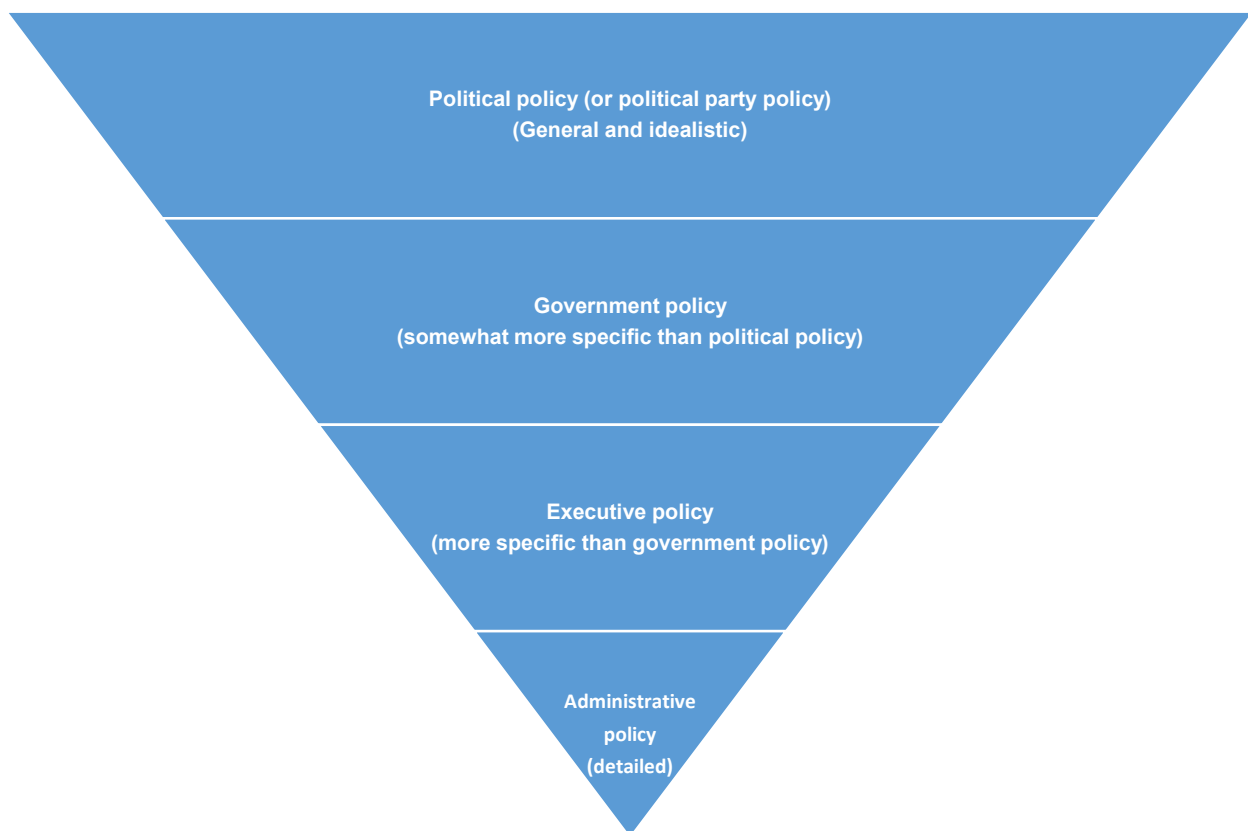 Political policy (or political party policy)
(General and idealistic)
Government policy
(somewhat more specific than political policy)
Executive policy
(more specific than government policy)
Administrative
policy
(detailed)